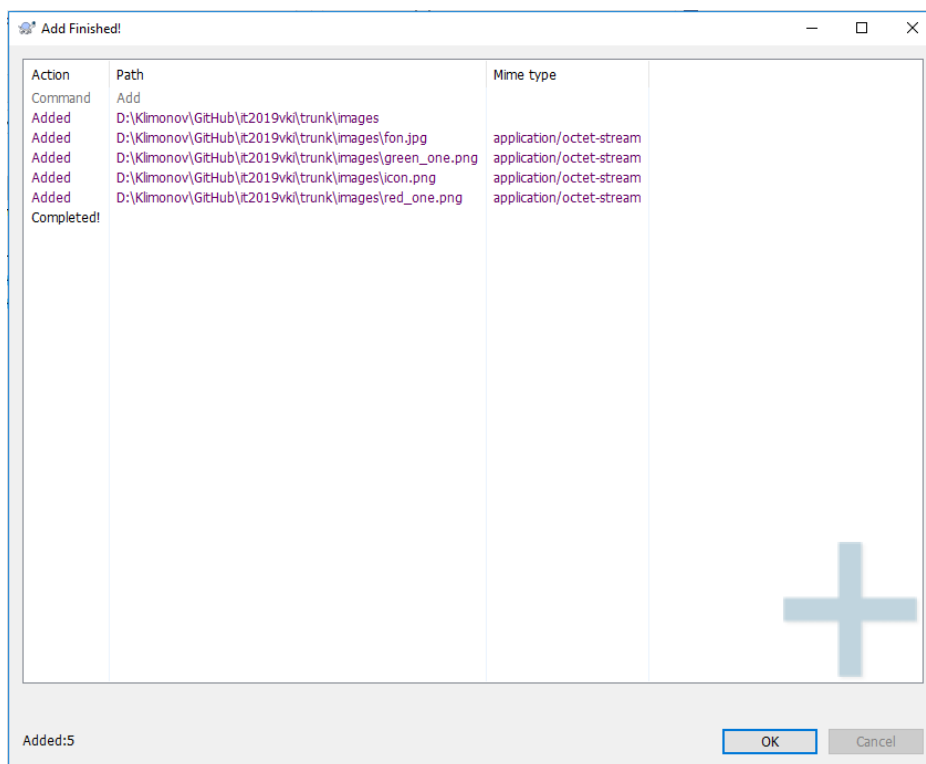 Add Finished!
Action Path Mime type
Command Add
Added D:\Klimonov\GitHub\it2019vki\trunk\images
Added D:\Klimonov\GitHub\it2019vki\trunk\images\fon.jpg application/octet-stream
Added D:\Klimonov\GitHub\it2019vki\trunk\images\green_one.png application/octet-stream
Added D:\Klimonov\GitHub\it2019vki\trunk\images\icon.png application/octet-stream
Added D:\Klimonov\GitHub\it2019vki\trunk\images\red_one.png application/octet-stream
Completed!
Added:5
OK Cancel